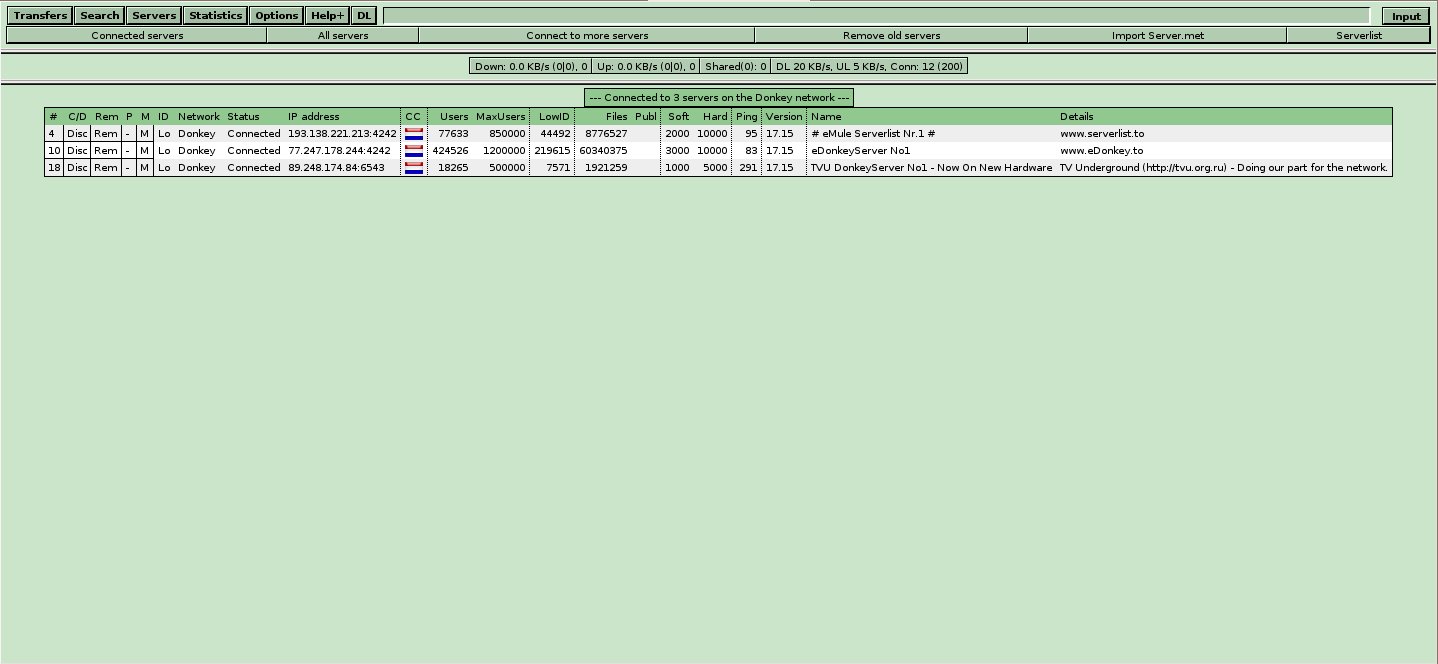 Transfers Search Servers Statistics Options Help+ DL Input
Connected servers All servers Connect to more servers Remove old servers Import Server.met Serverlist
Down: 0.0 KB/s (0|0), 0 Up: 0.0 KB/s (0|0), 0 Shared(0): 0 DL 20 KB/s, UL 5 KB/s, Conn: 12 (200)
--- Connected to 3 servers on the Donkey network ---
# C/D Rem P M ID Network Status IP address CC Users MaxUsers LowID Files Publ Soft Hard Ping Version Name Details
4 Disc Rem - M Lo Donkey Connected 193.138.221.213:4242 77633 850000 44492 8776527 2000 10000 95 17.15 # eMule Serverlist Nr.1 # www.serverlist.to
10 Disc Rem - M Lo Donkey Connected 77.247.178.244:4242 424526 1200000 219615 60340375 3000 10000 83 17.15 eDonkeyServer No1 www.eDonkey.to
18 Disc Rem - M Lo Donkey Connected 89.248.174.84:6543 18265 500000 7571 1921259 1000 5000 291 17.15 TVU DonkeyServer No1 - Now On New Hardware TV Underground (http://tvu.org.ru) - Doing our part for the network.